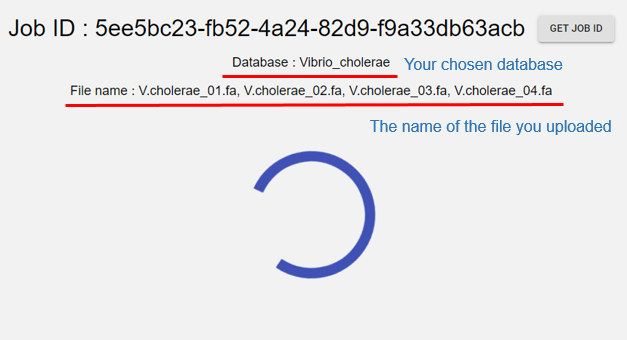 Job ID : 5ee5bc23-fb52-4a24-82d9-f9a33db63acb GET JOB ID
Database : Vibrio_cholerae Your chosen database
File name : V.cholerae_01.fa, V.cholerae_02.fa, V.cholerae_03.fa, V.cholerae_04.fa
The name of the file you uploaded